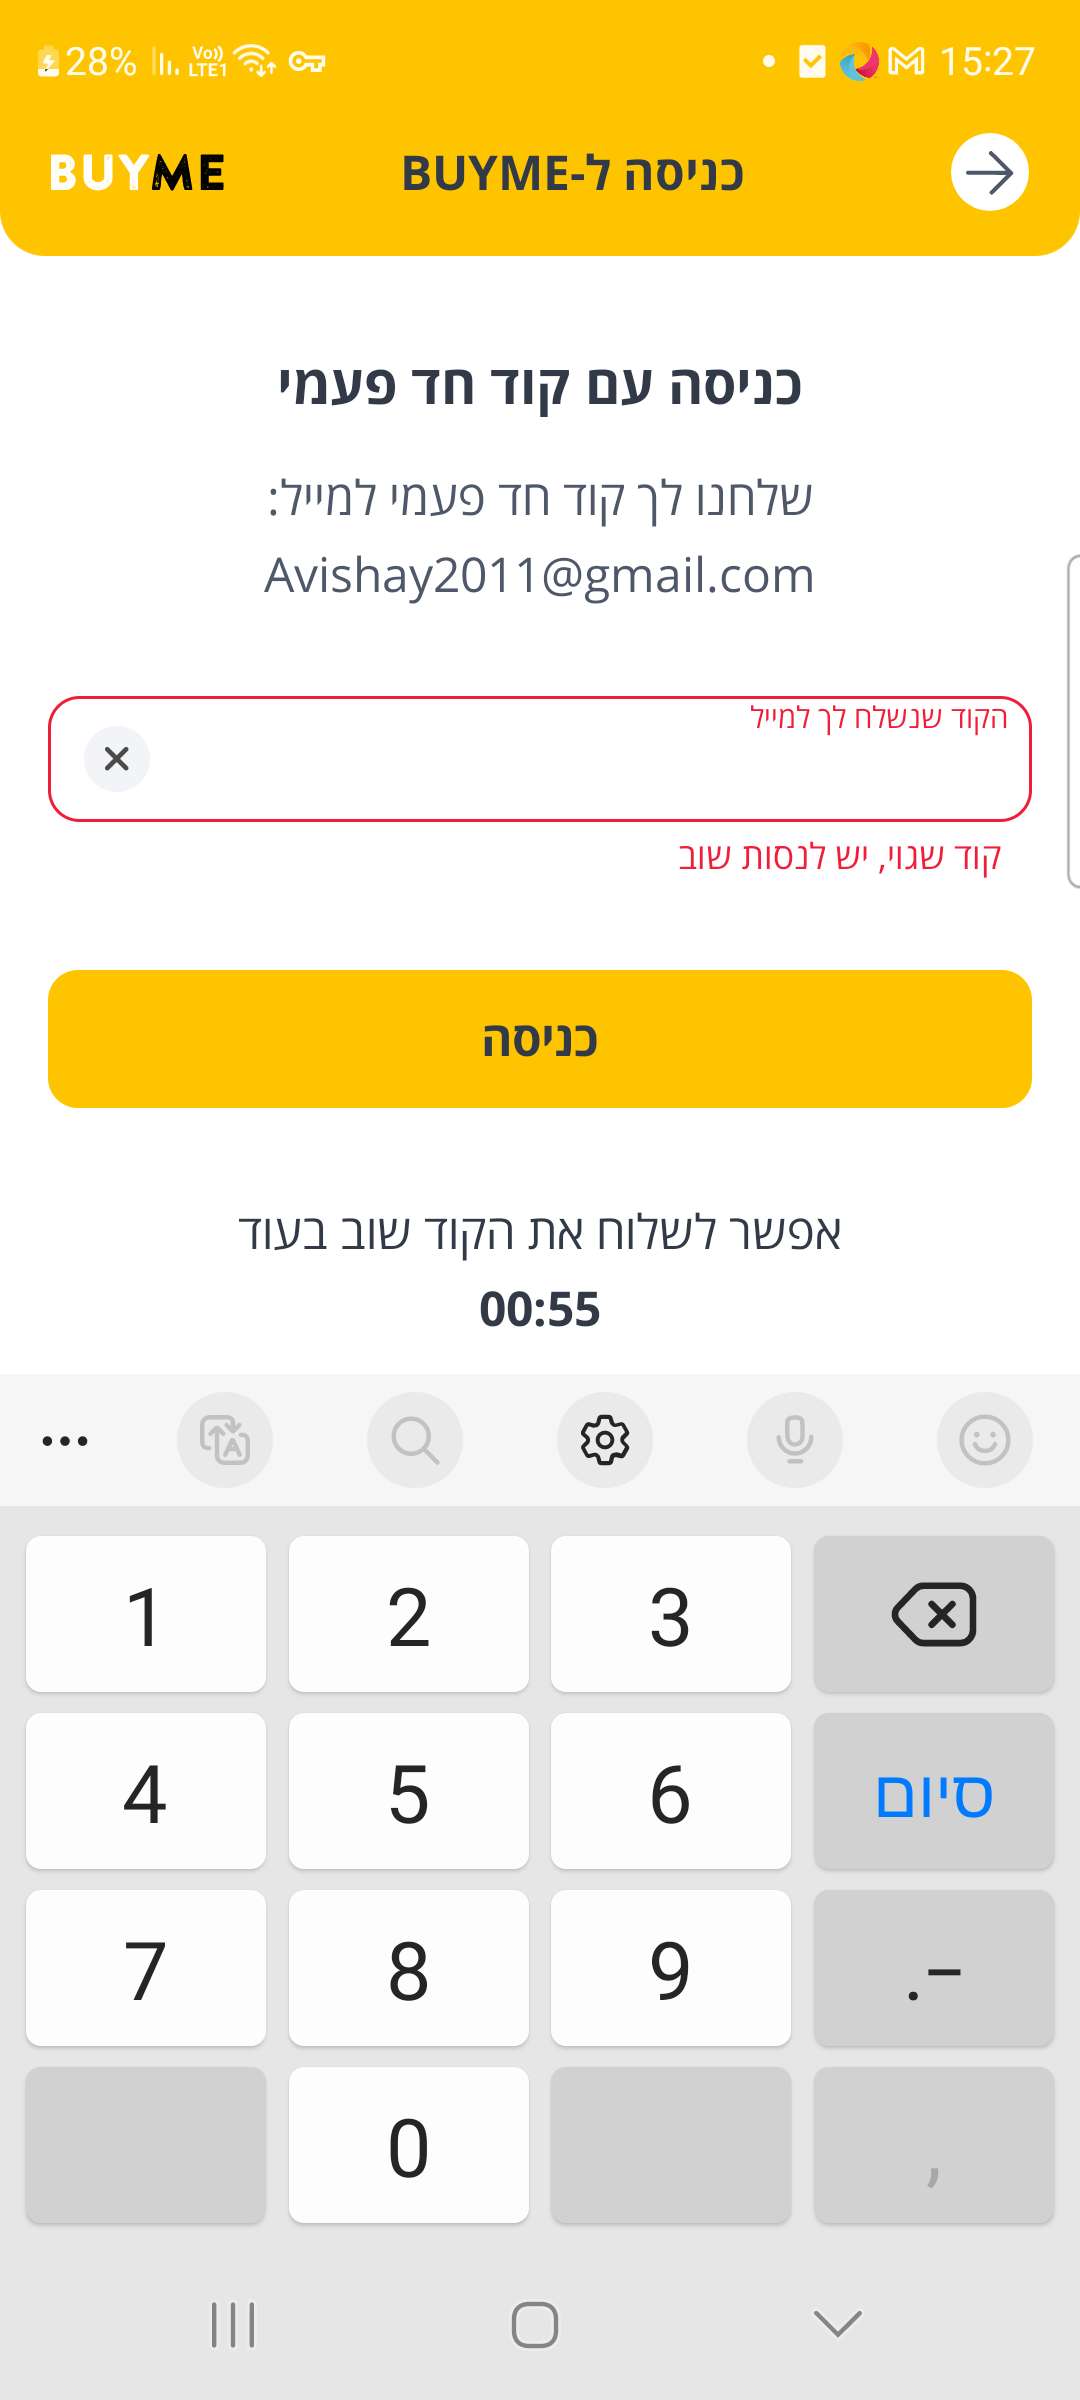 28% Vo)) LTE1 15:27
BUYME כניסה ל-BUYME
כניסה עם קוד חד פעמי
שלחנו לך קוד חד פעמי למייל:
Avishay2011@gmail.com
הקוד שנשלח לך למייל
קוד שגוי, יש לנסות שוב
כניסה
אפשר לשלוח את הקוד שוב בעוד
00:55
1 2 3
4 5 6 סיום
7 8 9 .–
0 ,